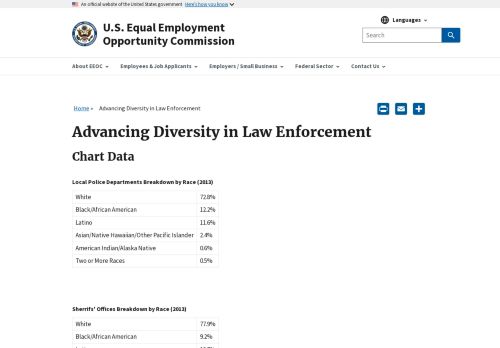 An official website of the United States government Here's how you know
Languages
U.S. Equal Employment
Opportunity Commission
Search
About EEOC
Employees & Job Applicants
Employers / Small Business
Federal Sector
Contact Us
Home » Advancing Diversity in Law Enforcement
Advancing Diversity in Law Enforcement
Chart Data
Local Police Departments Breakdown by Race (2013)
White 72.8%
Black/African American 12.2%
Latino 11.6%
Asian/Native Hawaiian/Other Pacific Islander 2.4%
American Indian/Alaska Native 0.6%
Two or More Races 0.5%
Sherrifs' Offices Breakdown by Race (2013)
White 77.9%
Black/African American 9.2%